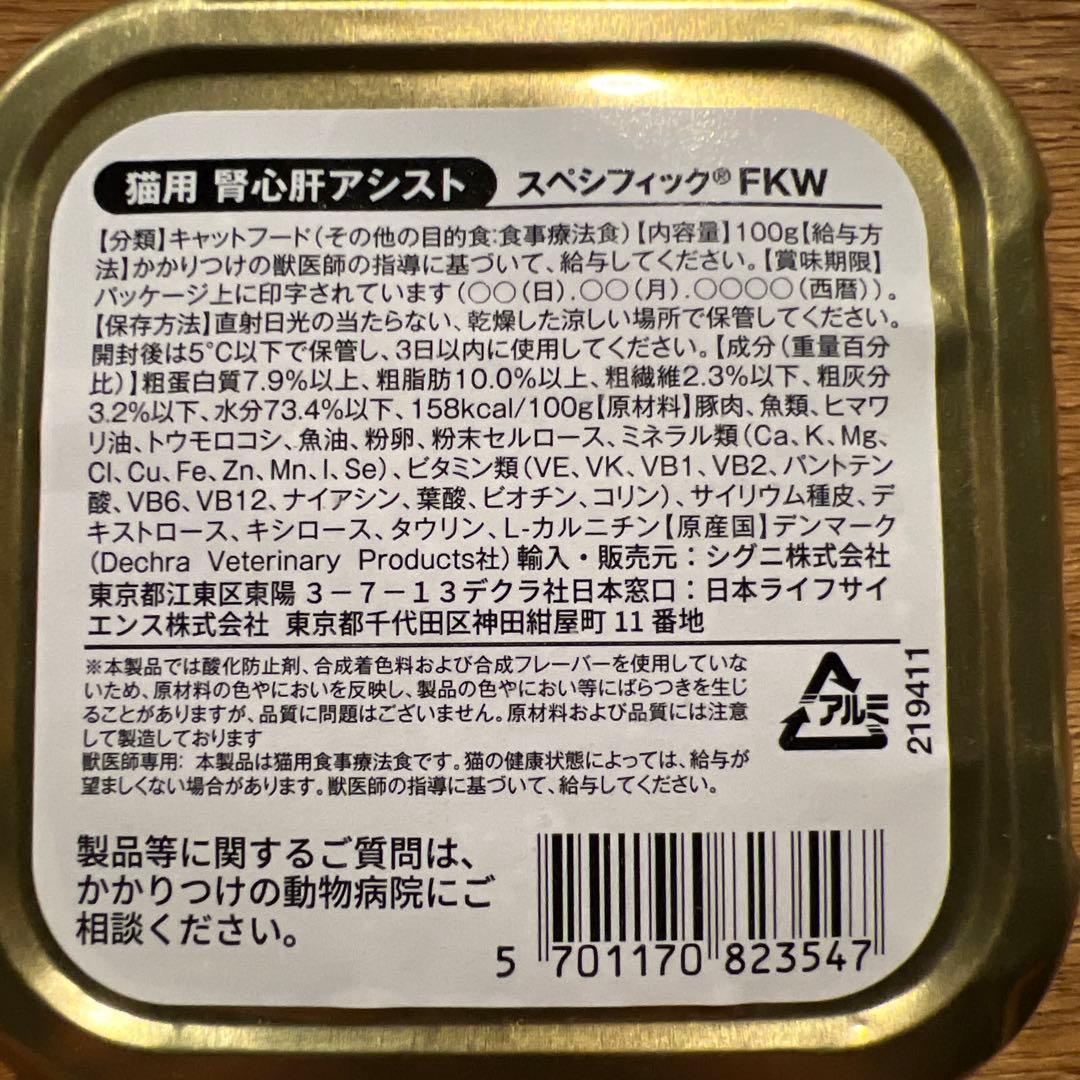 猫用 腎心肝アシスト スペシフィック® FKW
【分類】キャットフード(その他の目的食:食事療法食)【内容量】100g【給与方
法】かかりつけの獣医師の指導に基づいて、給与してください。【賞味期限】
パッケージ上に印字されています(○○(日).○○(月).○○○○(西暦))。
【保存方法】直射日光の当たらない、乾燥した涼しい場所で保管してください。
開封後は5℃以下で保管し、3日以内に使用してください。【成分(重量百分
比)】粗蛋白質7.9%以上、粗脂肪10.0%以上、粗繊維2.3%以下、粗灰分
3.2%以下、水分73.4%以下、158kcal/100g【原材料】豚肉、魚類、ヒマワ
リ油、トウモロコシ、魚油、粉卵、粉末セルロース、ミネラル類(Ca、K、Mg、
Cl、Cu、Fe、Zn、Mn、I、Se)、ビタミン類(VE、VK、VB1、VB2、パントテン
酸、VB6、VB12、ナイアシン、葉酸、ビオチン、コリン)、サイリウム種皮、デ
キストロース、キシロース、タウリン、L-カルニチン【原産国】デンマーク
(Dechra Veterinary Products社)輸入・販売元:シグニ株式会社
東京都江東区東陽 3-7-13デクラ社日本窓口:日本ライフサイ
エンス株式会社 東京都千代田区神田紺屋町 11 番地
※本製品では酸化防止剤、合成着色料および合成フレーバーを使用していな
いため、原材料の色やにおいを反映し、製品の色やにおい等にばらつきを生じ
ることがありますが、品質に問題はございません。原材料および品質には注意
して製造しております
獣医師専用: 本製品は猫用食事療法食です。猫の健康状態によっては、給与が
望ましくない場合があります。獣医師の指導に基づいて、給与してください。
アルミ
219411
製品等に関するご質問は、
かかりつけの動物病院にご
相談ください。
5 701170 823547